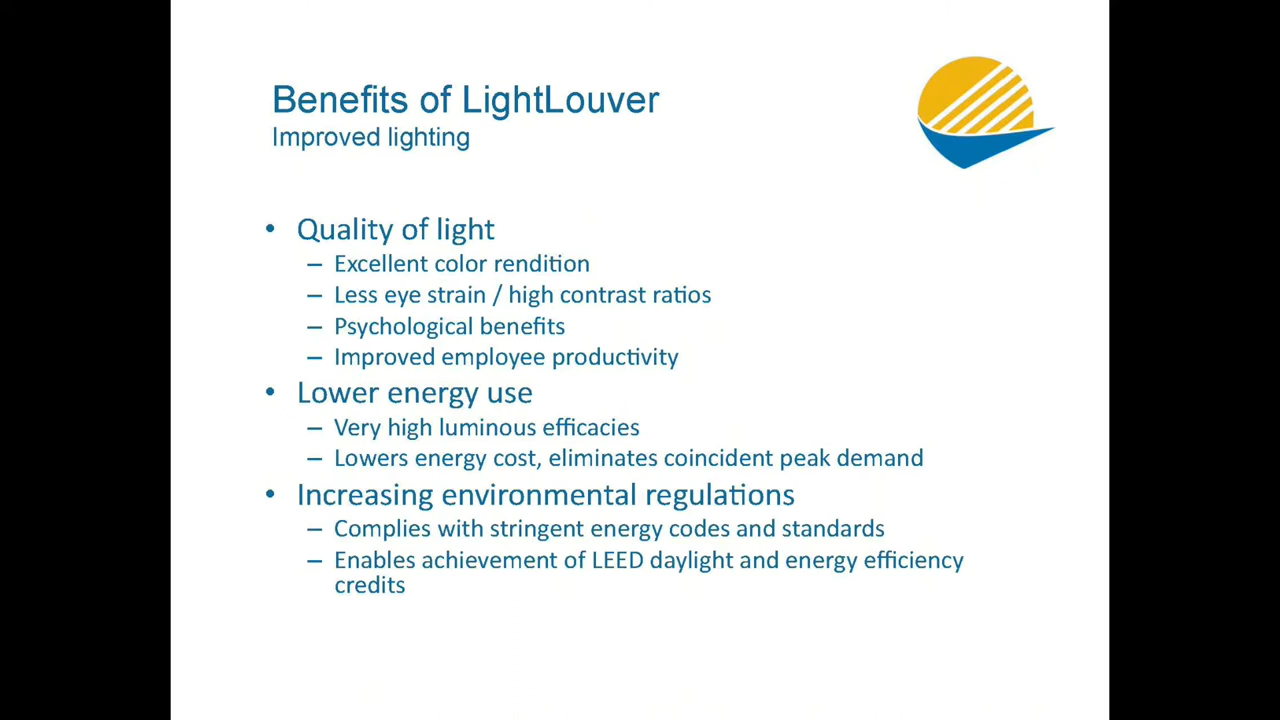 Benefits of LightLouver
Improved lighting
• Quality of light
– Excellent color rendition
– Less eye strain / high contrast ratios
– Psychological benefits
– Improved employee productivity
• Lower energy use
– Very high luminous efficacies
– Lowers energy cost, eliminates coincident peak demand
• Increasing environmental regulations
– Complies with stringent energy codes and standards
– Enables achievement of LEED daylight and energy efficiency
credits